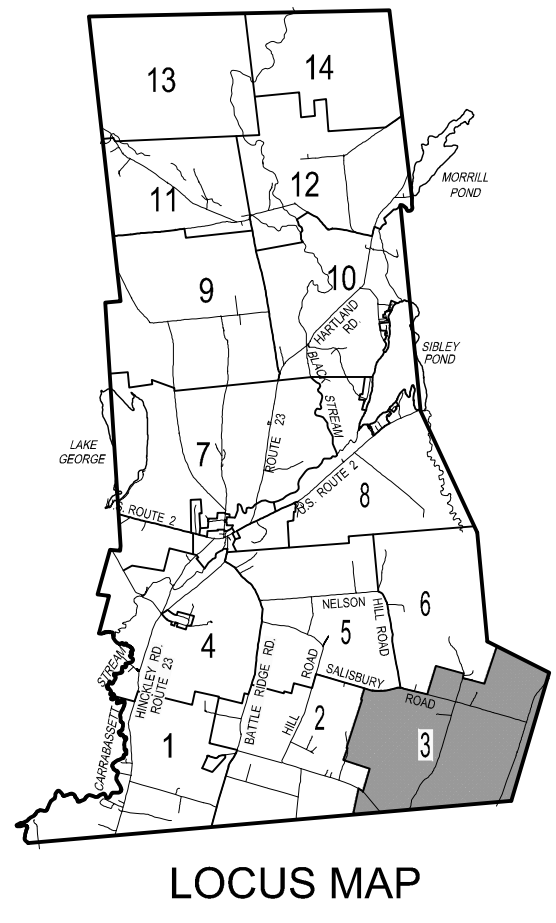 13
14
MORRILL
POND
11
12
9
10
HARTLAND
RD.
SIBLEY
POND
BLACK
STREAM
LAKE
GEORGE
7
ROUTE 23
U.S. ROUTE 2
U.S. ROUTE 2
8
NELSON
HILL ROAD
6
4
5
STREAM
CARRABASSETT
HINCKLEY RD.
ROUTE 23
BATTLE RIDGE RD.
HILL
ROAD
SALISBURY
ROAD
2
1
3
LOCUS MAP